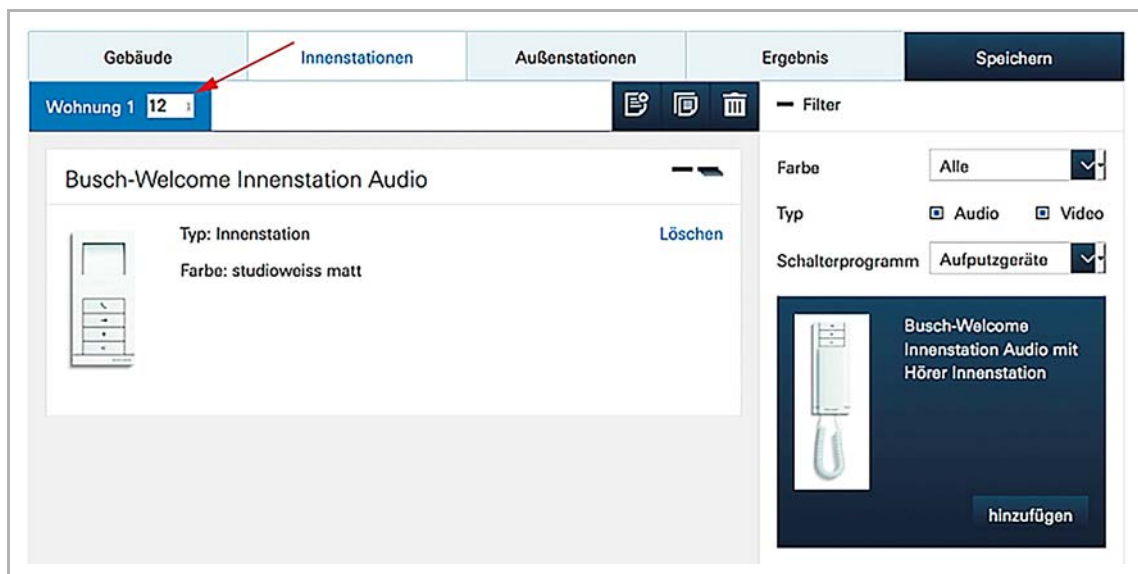 Gebäude
Innenstationen
Außenstationen
Ergebnis
Speichern
Wohnung 1 12
Filter
Busch-Welcome Innenstation Audio
Typ: Innenstation
Löschen
Farbe: studioweiss matt
Farbe Alle
Typ Audio Video
Schalterprogramm Aufputzgeräte
Busch-Welcome
Innenstation Audio mit
Hörer Innenstation
hinzufügen